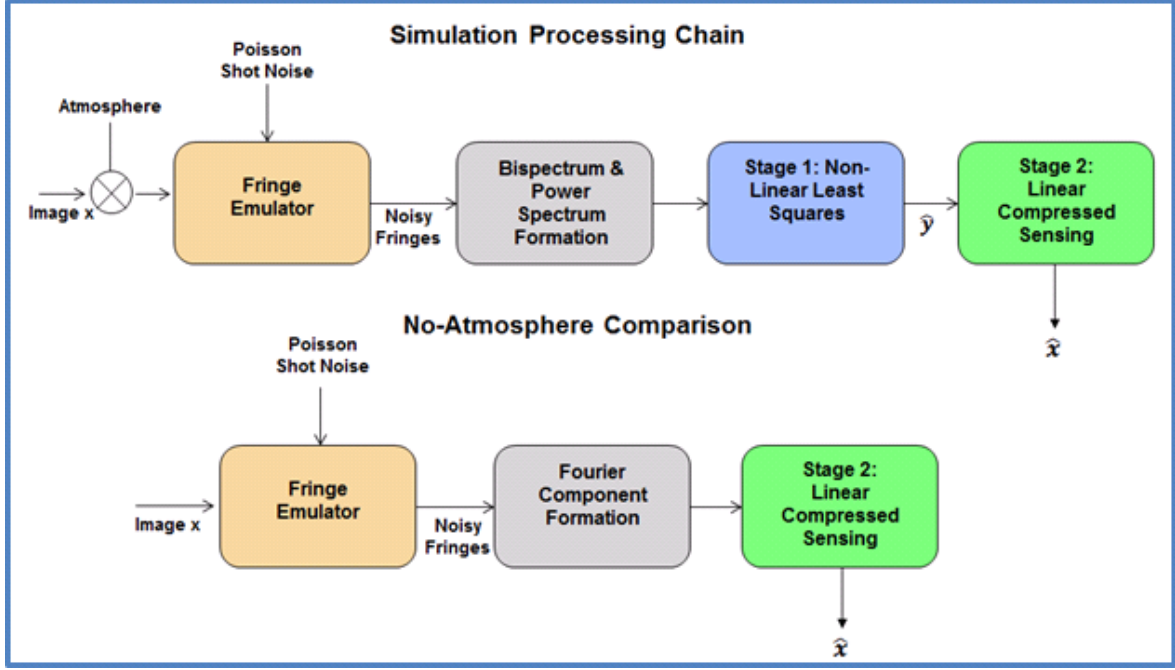 Simulation Processing Chain
Poisson
Shot Noise
Atmosphere
Image x
Fringe
Emulator
Noisy
Fringes
Bispectrum &
Power
Spectrum
Formation
Stage 1: Non-
Linear Least
Squares
ŷ
Stage 2:
Linear
Compressed
Sensing
x̂
No-Atmosphere Comparison
Poisson
Shot Noise
Image x
Fringe
Emulator
Noisy
Fringes
Fourier
Component
Formation
Stage 2:
Linear
Compressed
Sensing
x̂